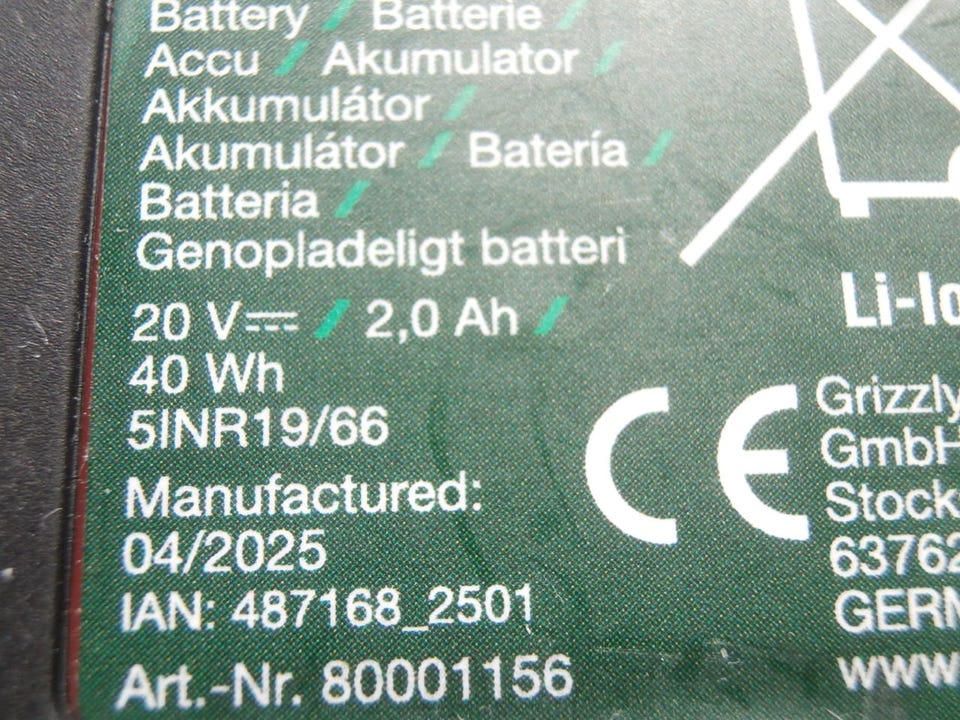 Battery / Batterie /
Accu / Akumulator /
Akkumulátor /
Akumulátor / Batería /
Batteria /
Genopladeligt batteri
20 V⎓ / 2,0 Ah /
40 Wh
5INR19/66
Manufactured:
04/2025
IAN: 487168_2501
Art.-Nr. 80001156
Li-Io
CE
Grizzly
GmbH
Stock
63762
GERM
www